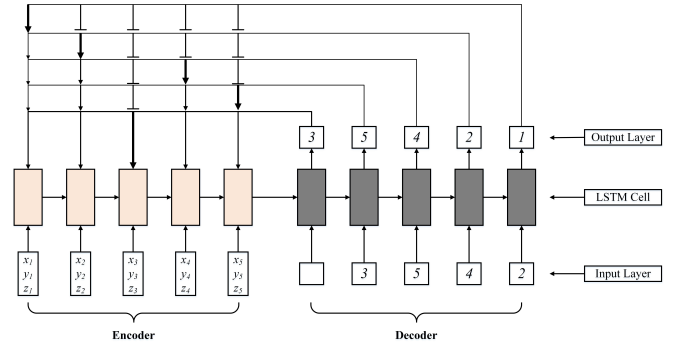 3 5 4 2 1
Output Layer
LSTM Cell
x1 x2 x3 x4 x5
y1 y2 y3 y4 y5
z1 z2 z3 z4 z5
3 5 4 2
Input Layer
Encoder
Decoder